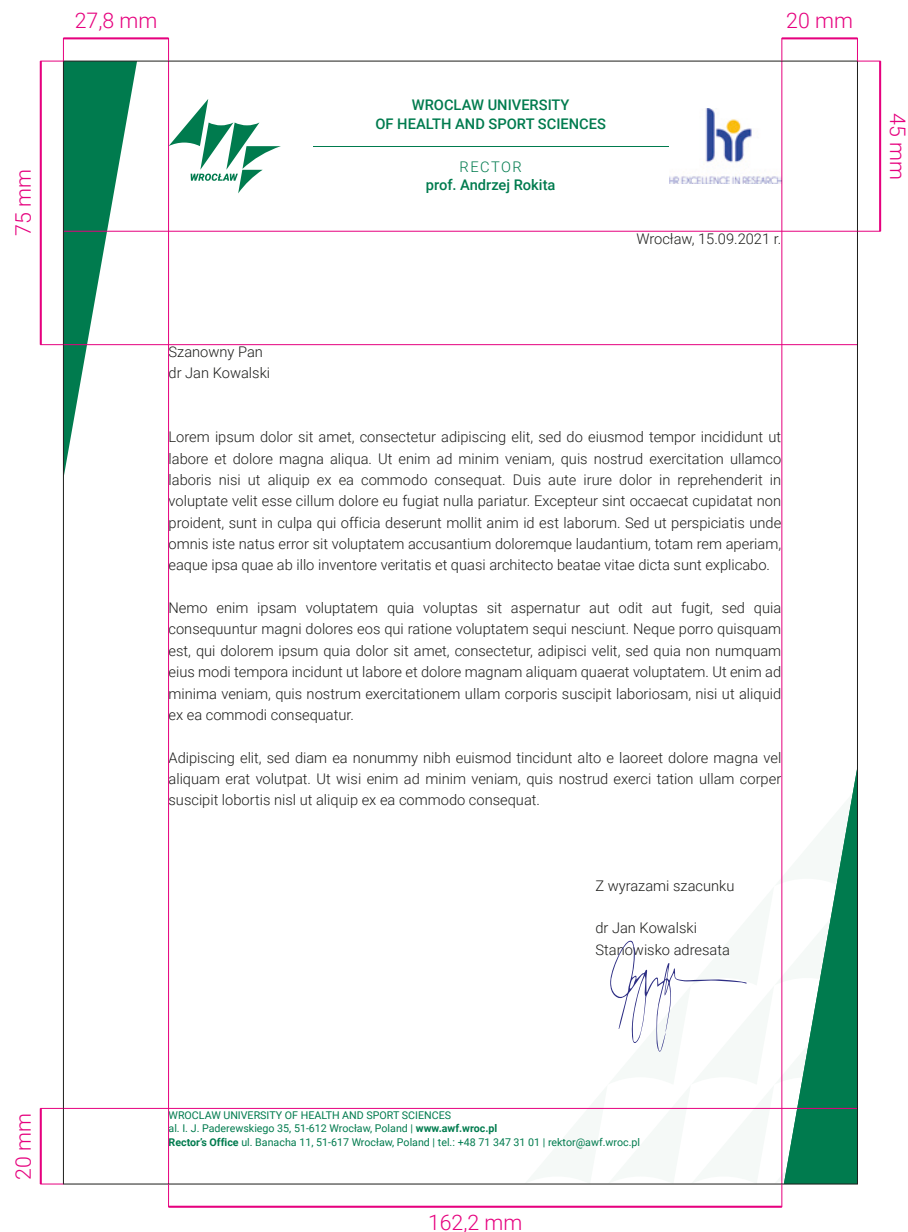 27,8 mm
20 mm
75 mm
45 mm
WROCŁAW
WROCLAW UNIVERSITY
OF HEALTH AND SPORT SCIENCES
RECTOR
prof. Andrzej Rokita
hr
HR EXCELLENCE IN RESEARCH
Wrocław, 15.09.2021 r.
Szanowny Pan
dr Jan Kowalski
Lorem ipsum dolor sit amet, consectetur adipiscing elit, sed do eiusmod tempor incididunt ut
labore et dolore magna aliqua. Ut enim ad minim veniam, quis nostrud exercitation ullamco
laboris nisi ut aliquip ex ea commodo consequat. Duis aute irure dolor in reprehenderit in
voluptate velit esse cillum dolore eu fugiat nulla pariatur. Excepteur sint occaecat cupidatat non
proident, sunt in culpa qui officia deserunt mollit anim id est laborum. Sed ut perspiciatis unde
omnis iste natus error sit voluptatem accusantium doloremque laudantium, totam rem aperiam,
eaque ipsa quae ab illo inventore veritatis et quasi architecto beatae vitae dicta sunt explicabo.
Nemo enim ipsam voluptatem quia voluptas sit aspernatur aut odit aut fugit, sed quia
consequuntur magni dolores eos qui ratione voluptatem sequi nesciunt. Neque porro quisquam
est, qui dolorem ipsum quia dolor sit amet, consectetur, adipisci velit, sed quia non numquam
eius modi tempora incidunt ut labore et dolore magnam aliquam quaerat voluptatem. Ut enim ad
minima veniam, quis nostrum exercitationem ullam corporis suscipit laboriosam, nisi ut aliquid
ex ea commodi consequatur.
Adipiscing elit, sed diam ea nonummy nibh euismod tincidunt alto e laoreet dolore magna vel
aliquam erat volutpat. Ut wisi enim ad minim veniam, quis nostrud exerci tation ullam corper
suscipit lobortis nisl ut aliquip ex ea commodo consequat.
Z wyrazami szacunku
dr Jan Kowalski
Stanowisko adresata
20 mm
WROCLAW UNIVERSITY OF HEALTH AND SPORT SCIENCES
al. I. J. Paderewskiego 35, 51-612 Wrocław, Poland | www.awf.wroc.pl
Rector's Office ul. Banacha 11, 51-617 Wrocław, Poland | tel.: +48 71 347 31 01 | rektor@awf.wroc.pl
162,2 mm